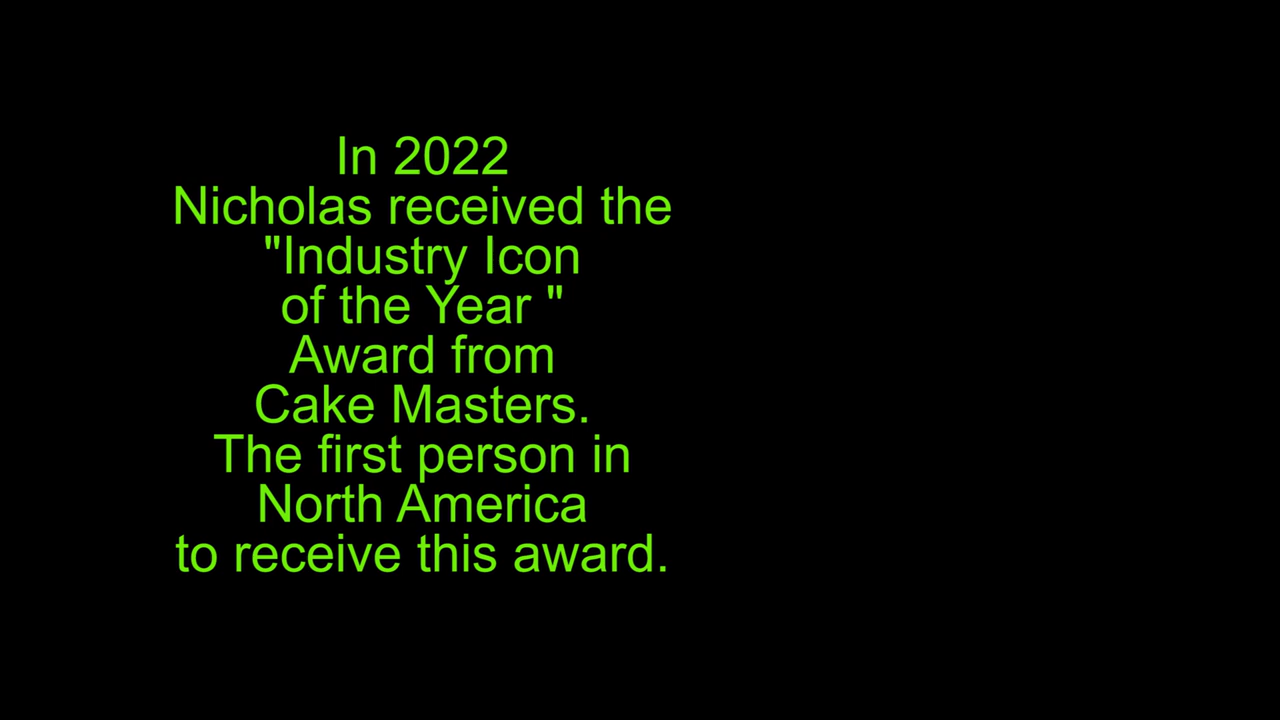 In 2022
Nicholas received the
"Industry Icon
of the Year "
Award from
Cake Masters.
The first person in
North America
to receive this award.